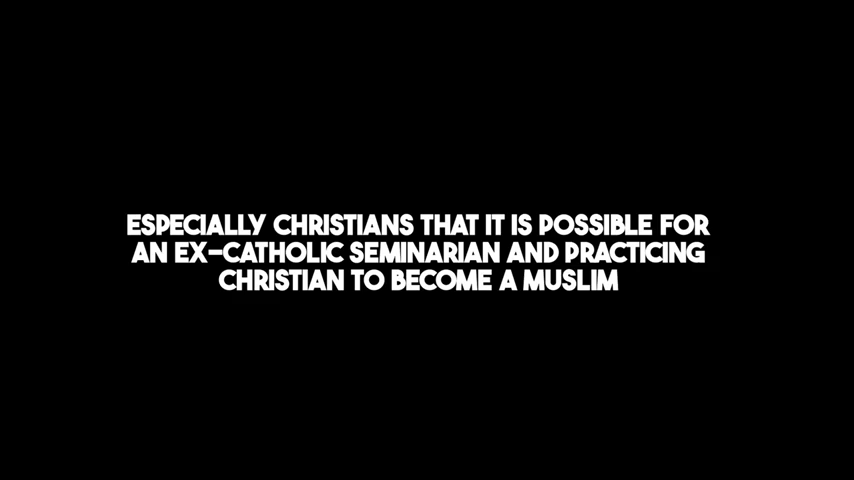 ESPECIALLY CHRISTIANS THAT IT IS POSSIBLE FOR
AN EX-CATHOLIC SEMINARIAN AND PRACTICING
CHRISTIAN TO BECOME A MUSLIM